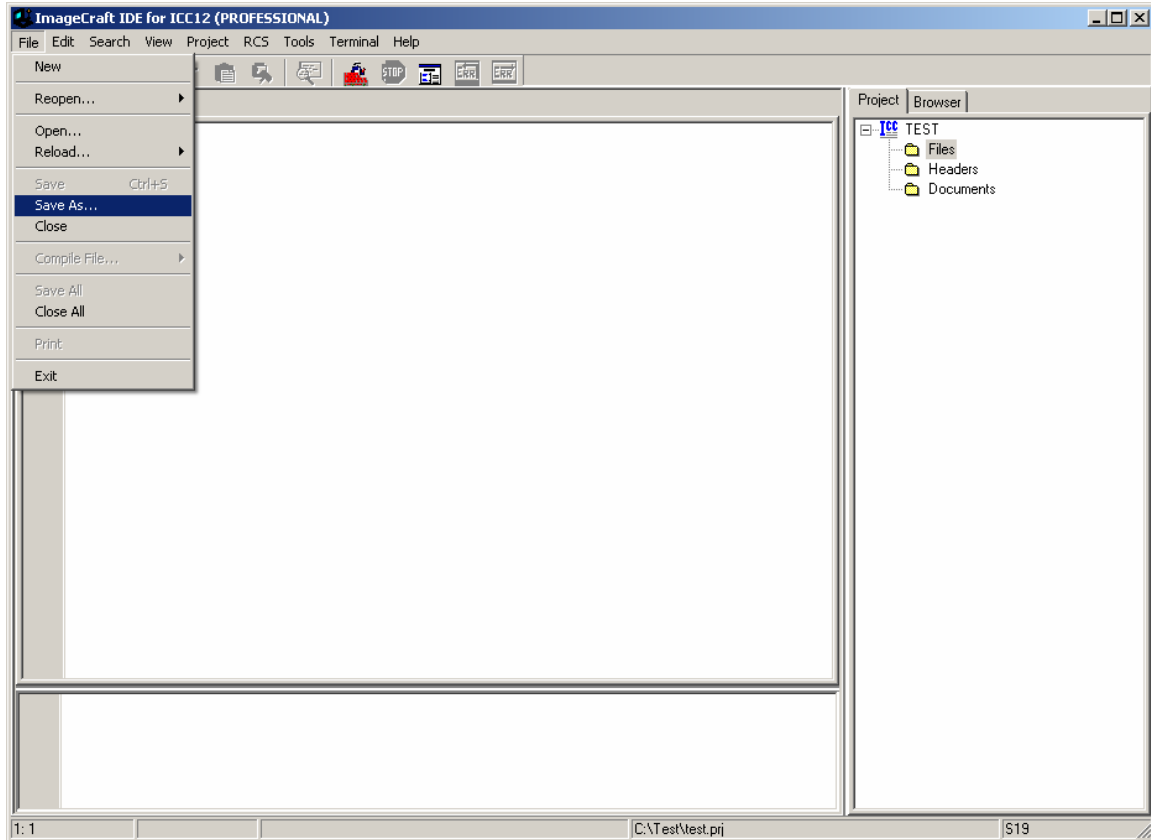 ImageCraft IDE for ICC12 (PROFESSIONAL)
File Edit Search View Project RCS Tools Terminal Help
New
Reopen...
Open...
Reload...
Save Ctrl+S
Save As...
Close
Compile File...
Save All
Close All
Print
Exit
STOP
ERR
ERR
Project Browser
ICC TEST
Files
Headers
Documents
1: 1 C:\Test\test.prj S19